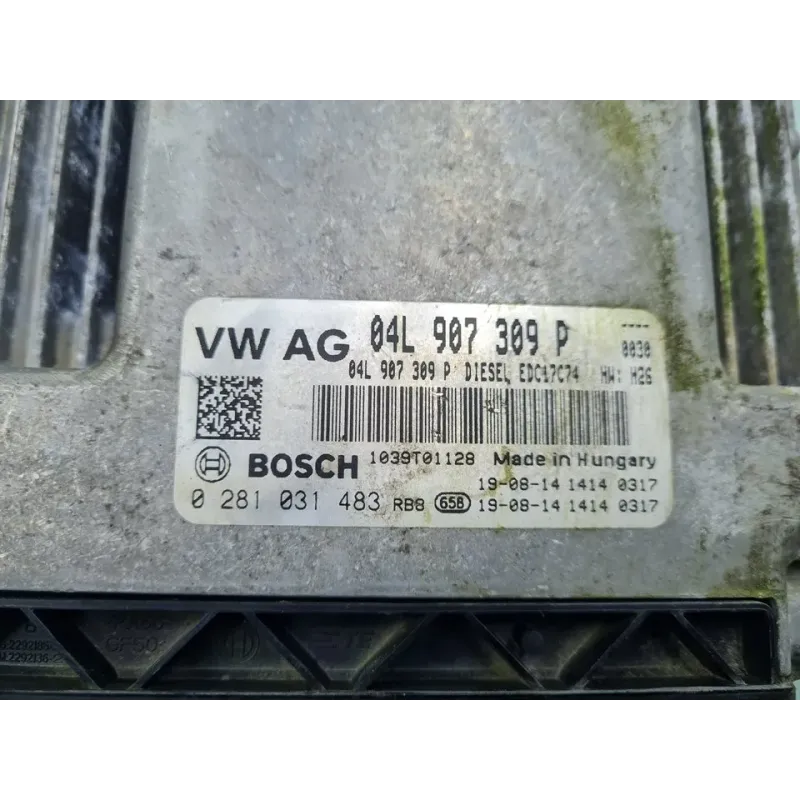 VW AG 04L 907 309 P ----
0030
04L 907 309 P DIESEL EDC17C74 HW: H26
BOSCH 1039T01128 Made in Hungary
19-08-14 1414 0317
0 281 031 483 RB8 65B 19-08-14 1414 0317